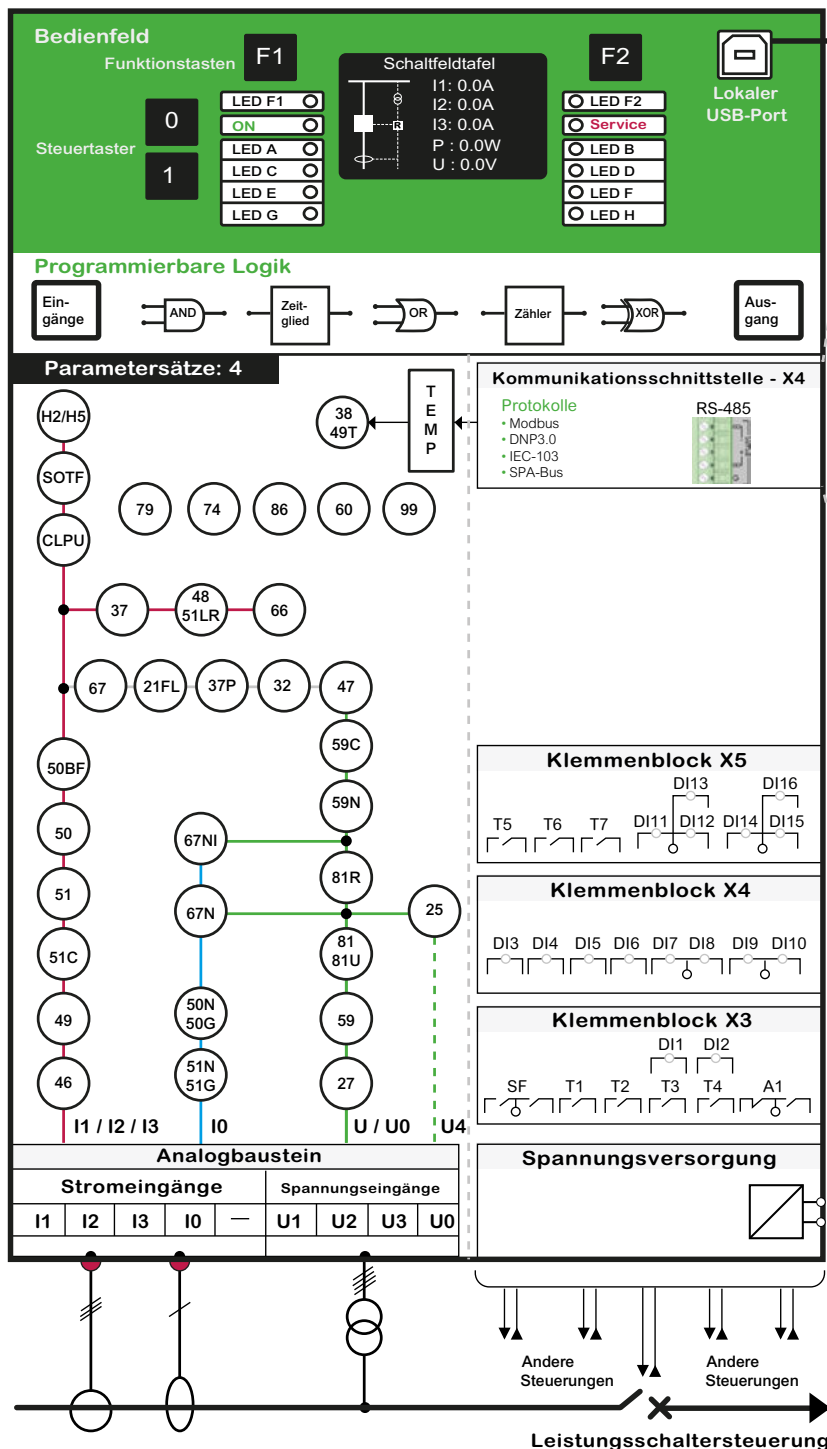 Bedienfeld
Funktionstasten
F1
F2
Schaltfeldtafel
I1: 0.0A
I2: 0.0A
I3: 0.0A
P : 0.0W
U : 0.0V
R
Lokaler
USB-Port
Steuertaster
0
1
LED F1
ON
LED A
LED C
LED E
LED G
LED F2
Service
LED B
LED D
LED F
LED H
Programmierbare Logik
Ein-
gänge
AND
Zeit-
glied
OR
Zähler
XOR
Aus-
gang
Parametersätze: 4
H2/H5
SOTF
CLPU
38
49T
T
E
M
P
79
74
86
60
99
37
48
51LR
66
67
21FL
37P
32
47
50BF
50
51
51C
49
46
59C
59N
67NI
81R
67N
25
81
81U
50N
50G
59
51N
51G
27
I1 / I2 / I3
I0
U / U0
U4
Analogbaustein
Stromeingänge
Spannungseingänge
I1
I2
I3
I0
—
U1
U2
U3
U0
Kommunikationsschnittstelle - X4
Protokolle
• Modbus
• DNP3.0
• IEC-103
• SPA-Bus
RS-485
Klemmenblock X5
DI13
DI16
T5
T6
T7
DI11
DI12
DI14
DI15
Klemmenblock X4
DI3
DI4
DI5
DI6
DI7
DI8
DI9
DI10
Klemmenblock X3
DI1
DI2
SF
T1
T2
T3
T4
A1
Spannungsversorgung
Andere
Steuerungen
Andere
Steuerungen
Leistungsschaltersteuerung